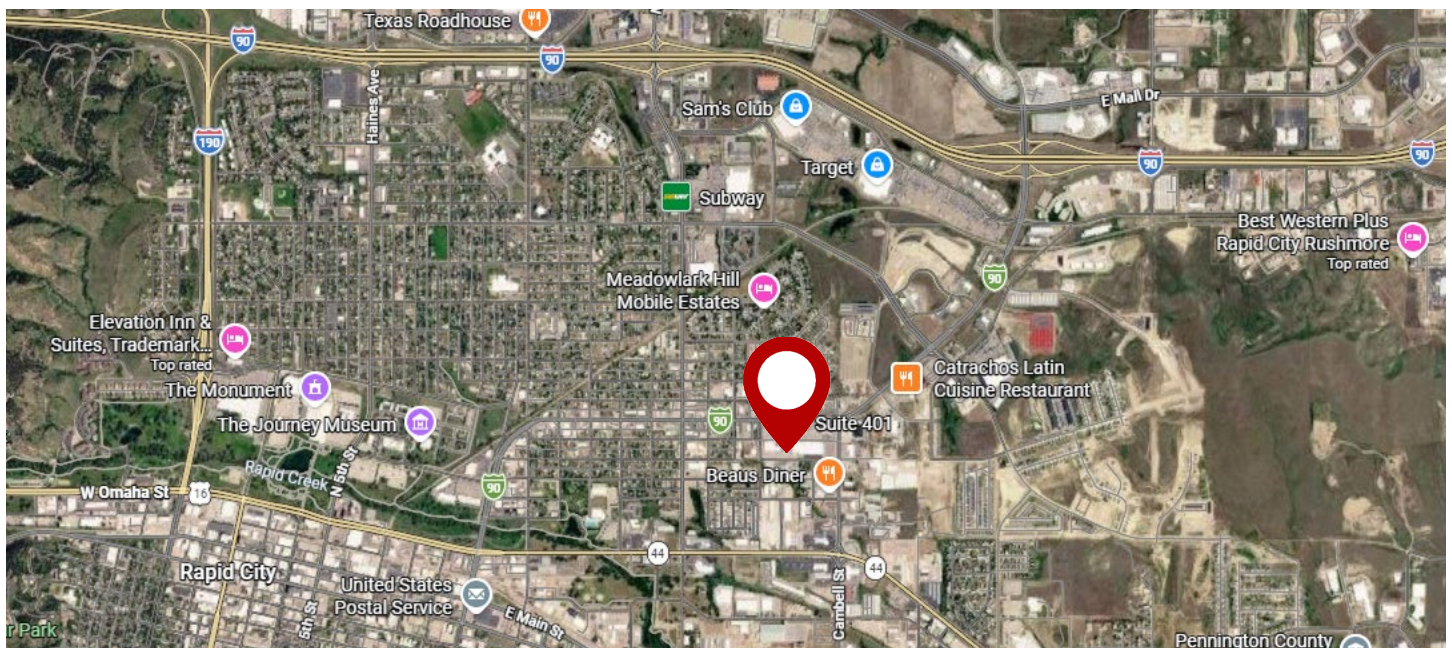 Texas Roadhouse
90
90
Haines Ave
Sam's Club
E Mall Dr
190
90
90
Target
SUBWAY
Subway
Best Western Plus
Rapid City Rushmore
Top rated
90
Meadowlark Hill
Mobile Estates
Elevation Inn &
Suites, Trademark...
Top rated
The Monument
Catrachos Latin
Cuisine Restaurant
The Journey Museum
90
Suite 401
N 5th St
Rapid Creek
Beaus Diner
W Omaha St
16
90
44
44
Rapid City
United States
Postal Service
E Main St
5th St
Cambell St
r Park
Pennington County